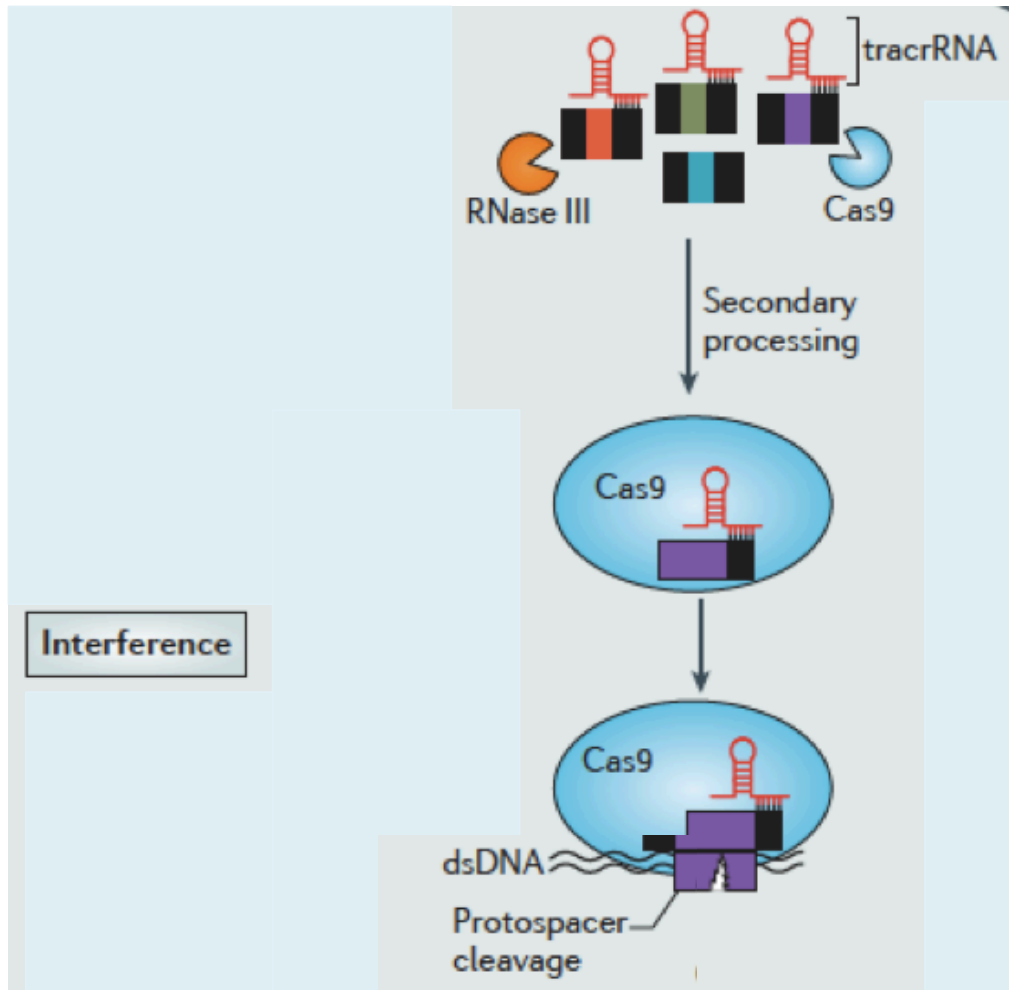 tracrRNA
RNase III
Cas9
Secondary
processing
Cas9
Interference
Cas9
dsDNA
Protospacer
cleavage